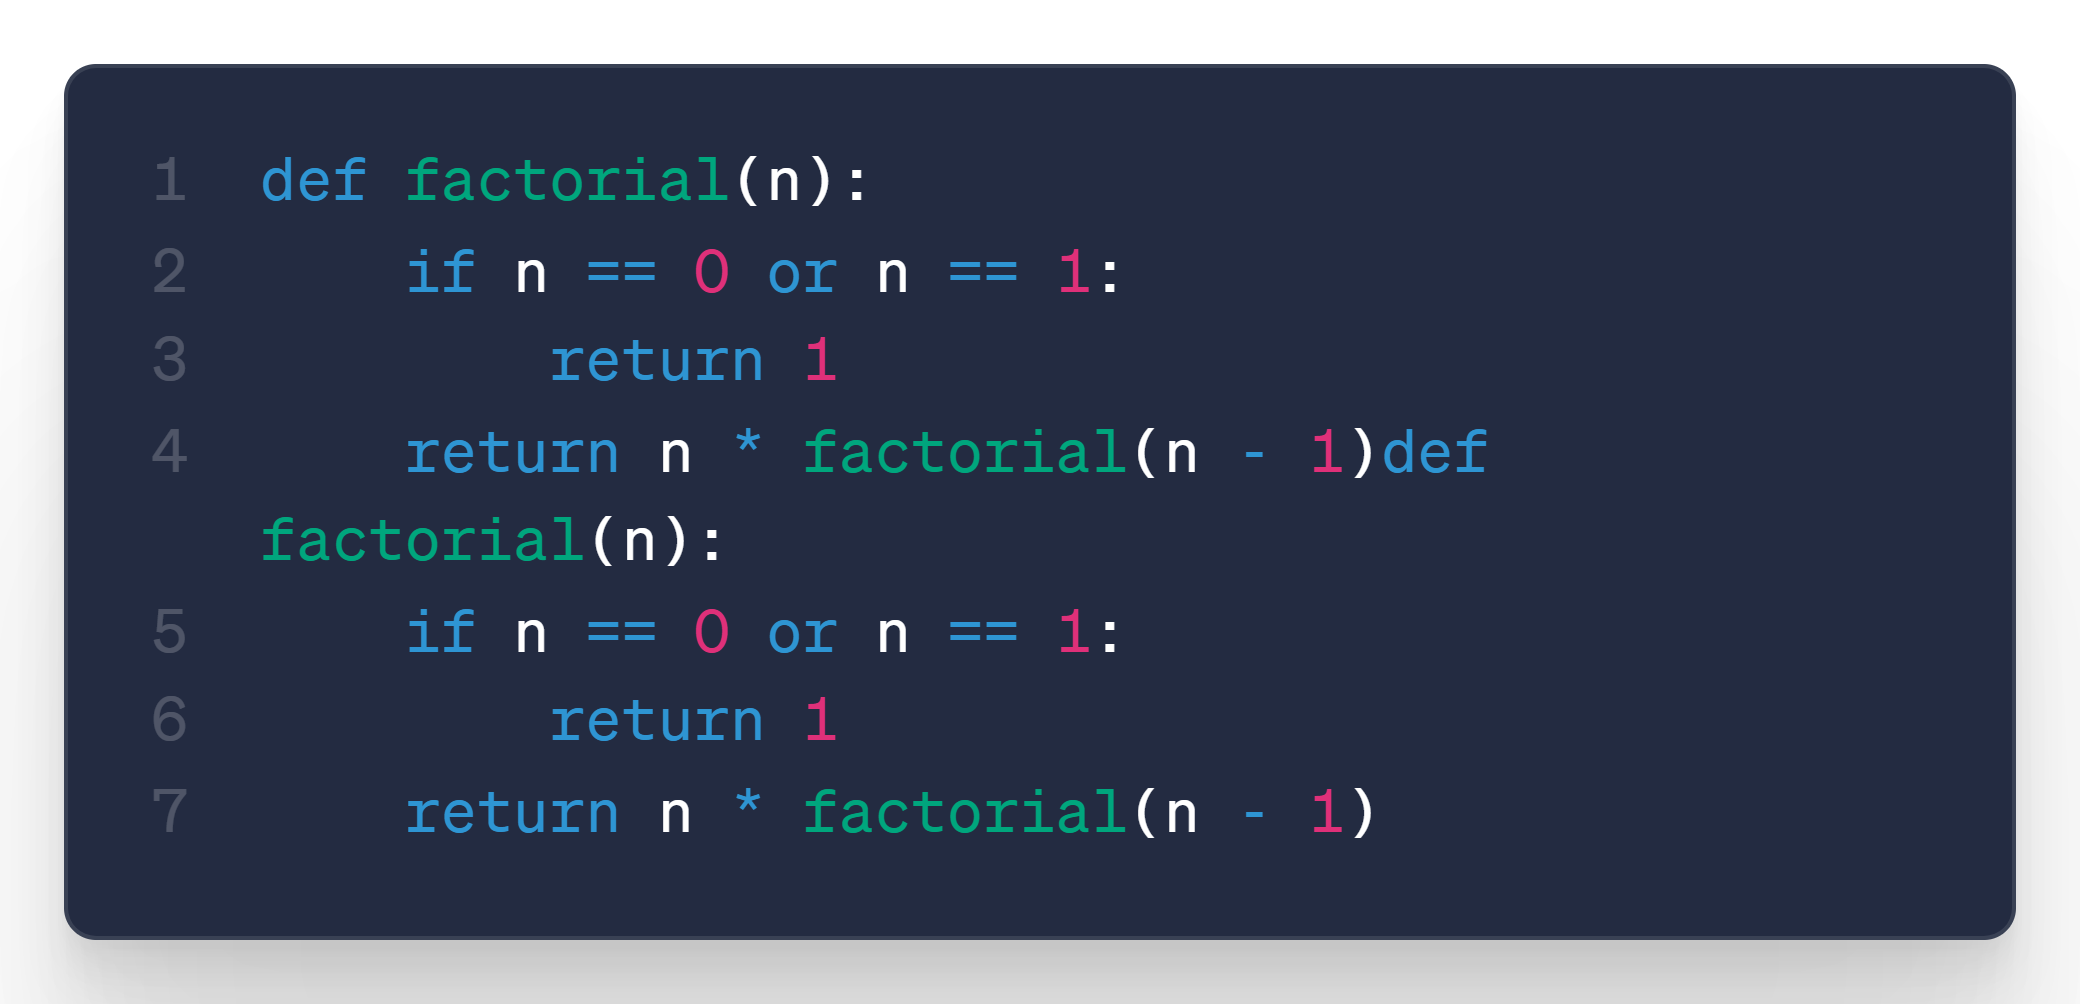 1 def factorial(n):
2     if n == 0 or n == 1:
3         return 1
4     return n * factorial(n - 1)def
factorial(n):
5     if n == 0 or n == 1:
6         return 1
7     return n * factorial(n - 1)